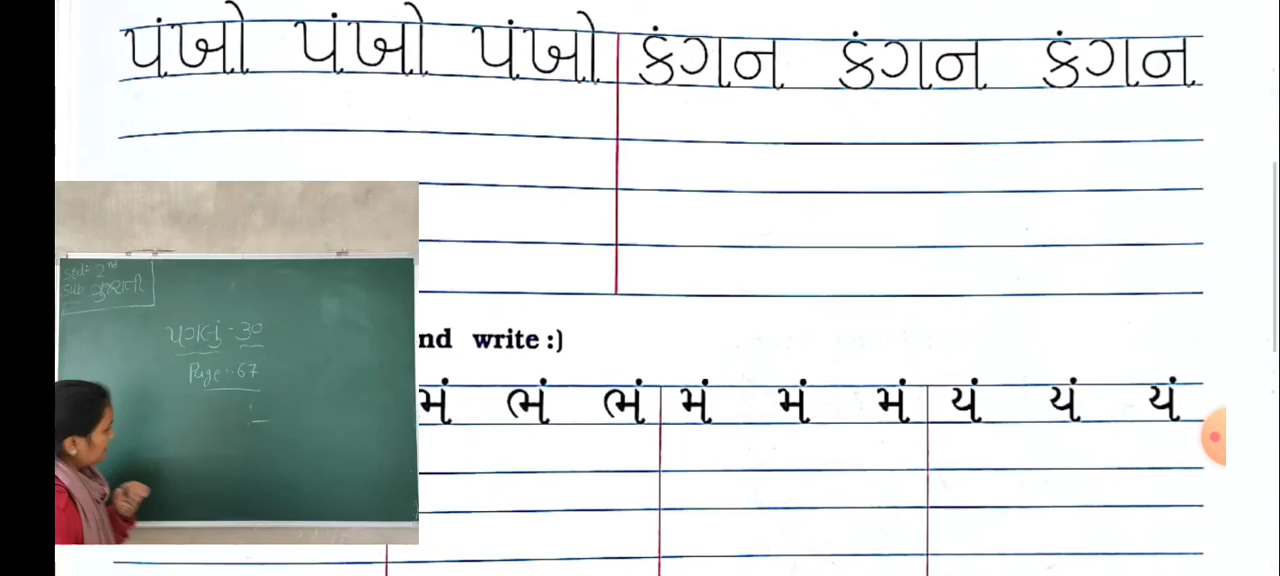 પંખો પંખો પંખો કંગન કંગન કંગન
Std:- 2nd
Sub ગુજરાતી
પગલું - ૩૦
Page:- 67
nd write :)
મં ભં ભં મં મં મં યં યં યં